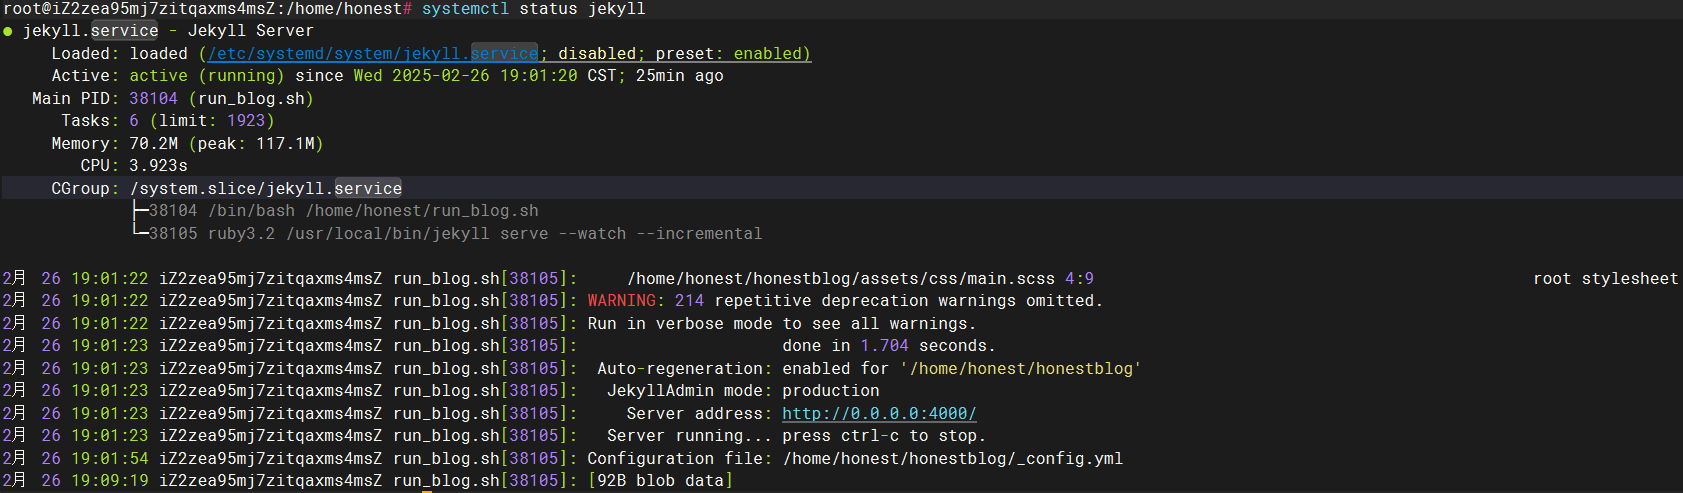 root@iZ2zea95mj7zitqaxms4msZ:/home/honest# systemctl status jekyll
● jekyll.service - Jekyll Server
     Loaded: loaded (/etc/systemd/system/jekyll.service; disabled; preset: enabled)
     Active: active (running) since Wed 2025-02-26 19:01:20 CST; 25min ago
   Main PID: 38104 (run_blog.sh)
      Tasks: 6 (limit: 1923)
     Memory: 70.2M (peak: 117.1M)
        CPU: 3.923s
     CGroup: /system.slice/jekyll.service
             ├─38104 /bin/bash /home/honest/run_blog.sh
             └─38105 ruby3.2 /usr/local/bin/jekyll serve --watch --incremental
2月 26 19:01:22 iZ2zea95mj7zitqaxms4msZ run_blog.sh[38105]:     /home/honest/honestblog/assets/css/main.scss 4:9                                             root stylesheet
2月 26 19:01:22 iZ2zea95mj7zitqaxms4msZ run_blog.sh[38105]: WARNING: 214 repetitive deprecation warnings omitted.
2月 26 19:01:22 iZ2zea95mj7zitqaxms4msZ run_blog.sh[38105]: Run in verbose mode to see all warnings.
2月 26 19:01:23 iZ2zea95mj7zitqaxms4msZ run_blog.sh[38105]:                     done in 1.704 seconds.
2月 26 19:01:23 iZ2zea95mj7zitqaxms4msZ run_blog.sh[38105]:  Auto-regeneration: enabled for '/home/honest/honestblog'
2月 26 19:01:23 iZ2zea95mj7zitqaxms4msZ run_blog.sh[38105]:   JekyllAdmin mode: production
2月 26 19:01:23 iZ2zea95mj7zitqaxms4msZ run_blog.sh[38105]:     Server address: http://0.0.0.0:4000/
2月 26 19:01:23 iZ2zea95mj7zitqaxms4msZ run_blog.sh[38105]:   Server running... press ctrl-c to stop.
2月 26 19:01:54 iZ2zea95mj7zitqaxms4msZ run_blog.sh[38105]: Configuration file: /home/honest/honestblog/_config.yml
2月 26 19:09:19 iZ2zea95mj7zitqaxms4msZ run_blog.sh[38105]: [92B blob data]